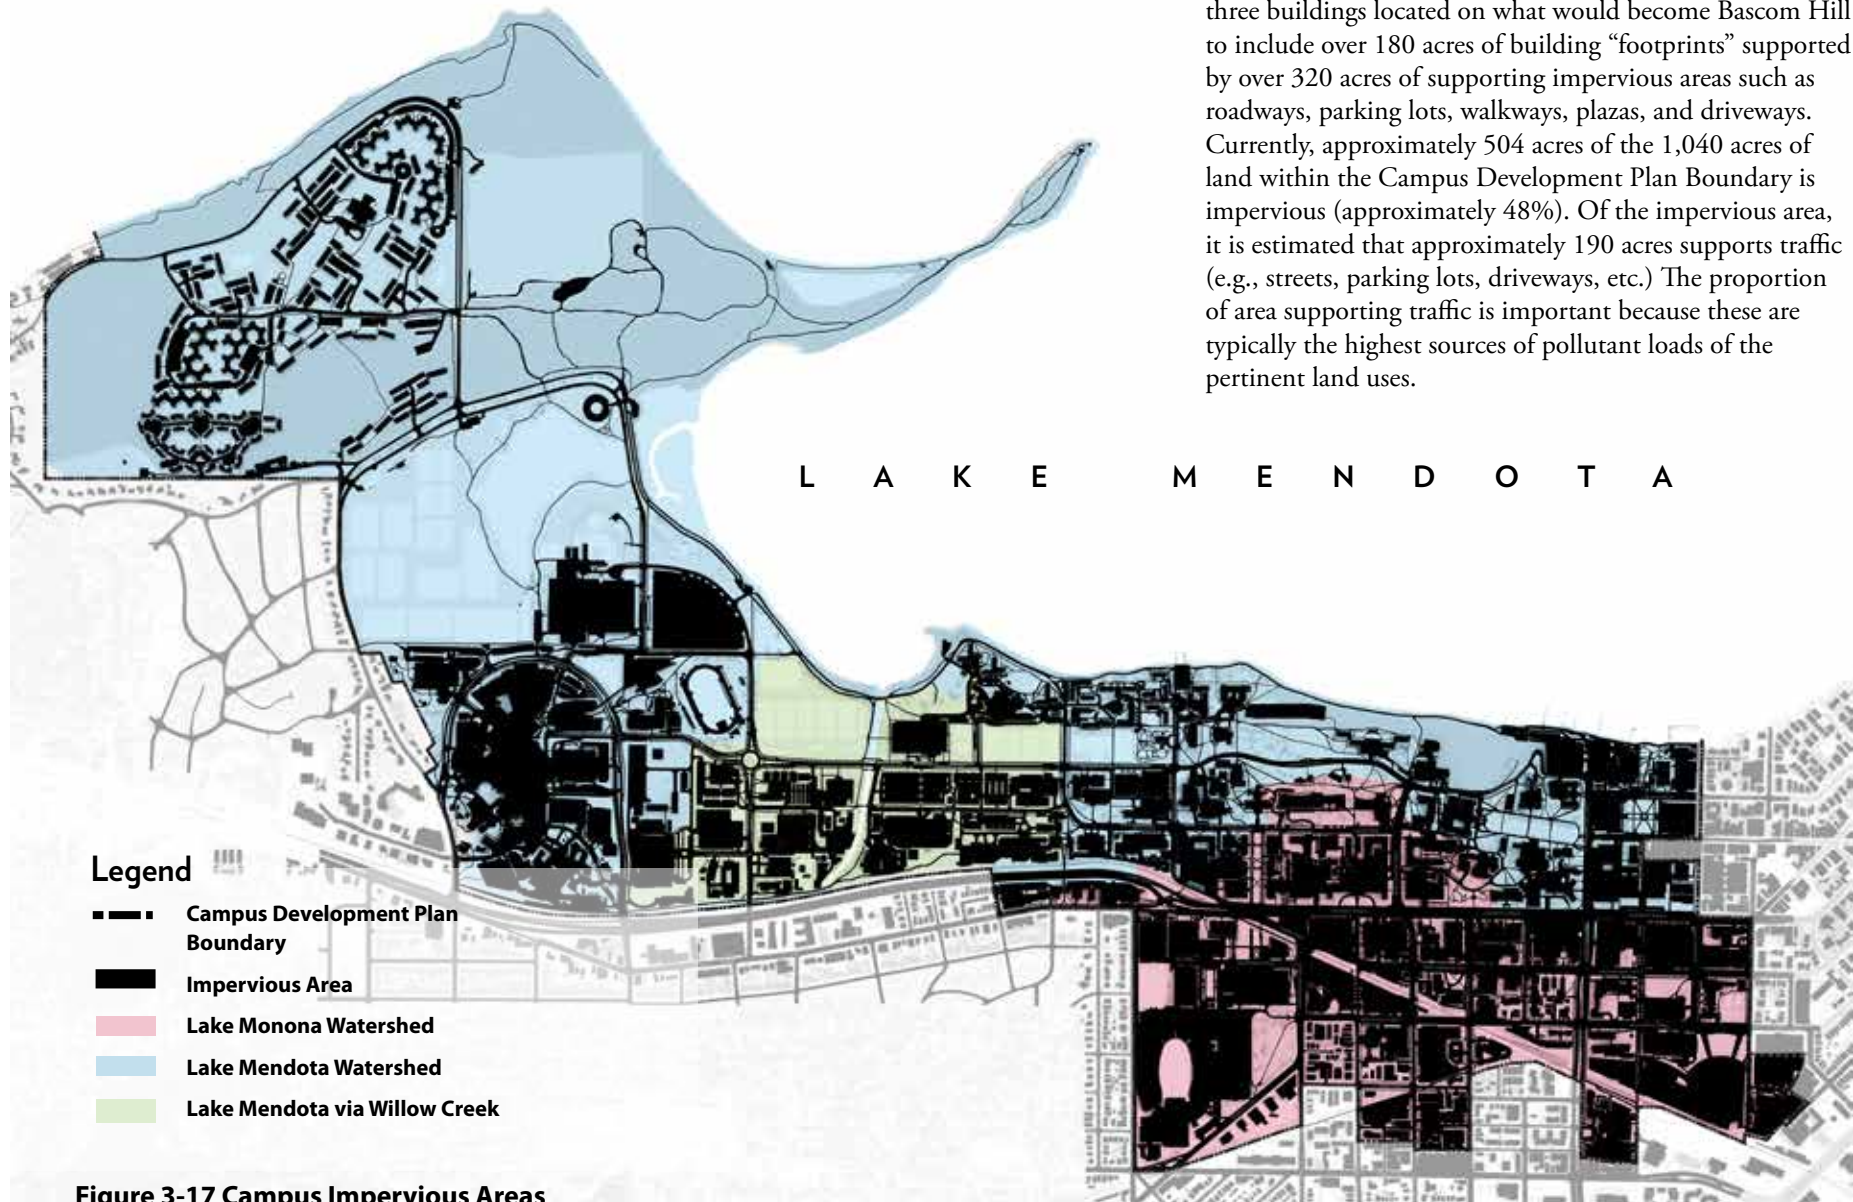 three buildings located on what would become Bascom Hill
to include over 180 acres of building “footprints” supported
by over 320 acres of supporting impervious areas such as
roadways, parking lots, walkways, plazas, and driveways.
Currently, approximately 504 acres of the 1,040 acres of
land within the Campus Development Plan Boundary is
impervious (approximately 48%). Of the impervious area,
it is estimated that approximately 190 acres supports traffic
(e.g., streets, parking lots, driveways, etc.) The proportion
of area supporting traffic is important because these are
typically the highest sources of pollutant loads of the
pertinent land uses.
LAKE MENDOTA
Legend
Campus Development Plan
Boundary
Impervious Area
Lake Monona Watershed
Lake Mendota Watershed
Lake Mendota via Willow Creek
Figure 3-17 Campus Impervious Areas